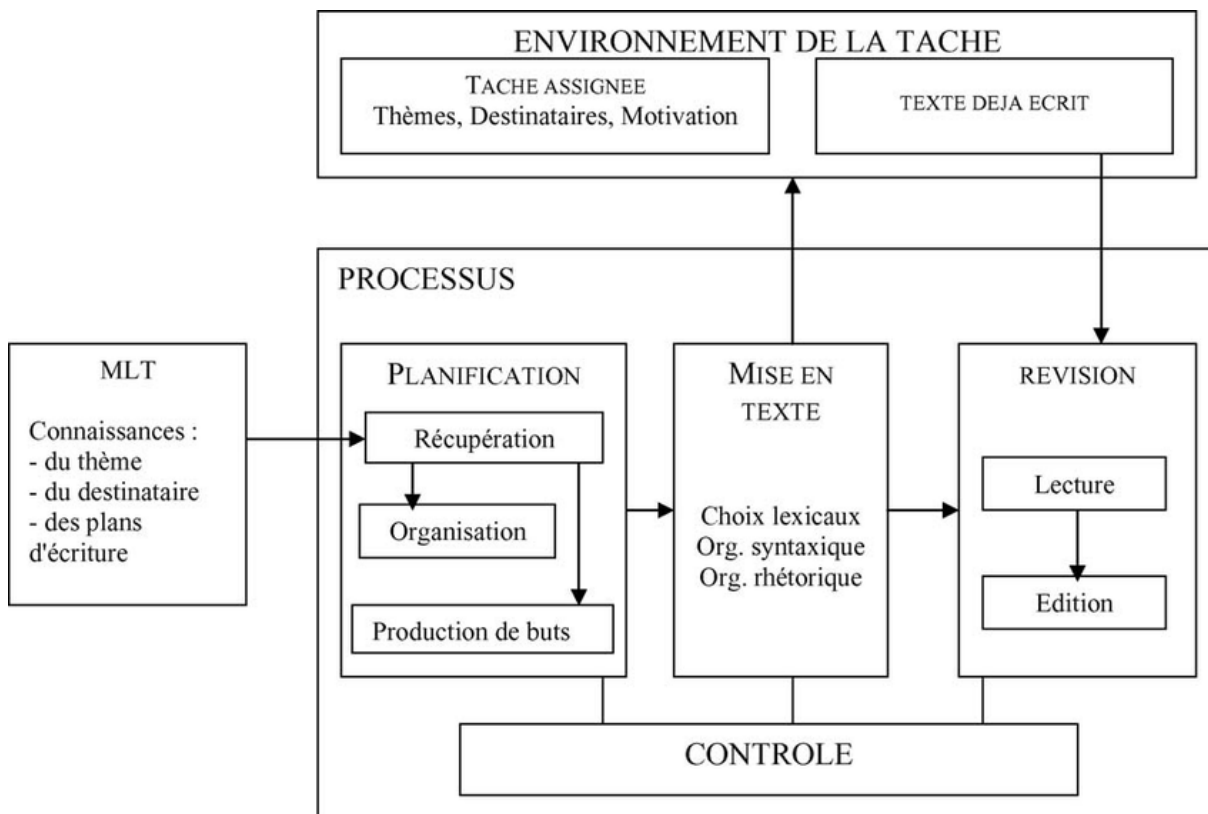 ENVIRONNEMENT DE LA TACHE
TACHE ASSIGNEE
Thèmes, Destinataires, Motivation
TEXTE DEJA ECRIT
PROCESSUS
MLT
Connaissances :
- du thème
- du destinataire
- des plans
d'écriture
PLANIFICATION
Récupération
Organisation
Production de buts
MISE EN
TEXTE
Choix lexicaux
Org. syntaxique
Org. rhétorique
REVISION
Lecture
Edition
CONTROLE